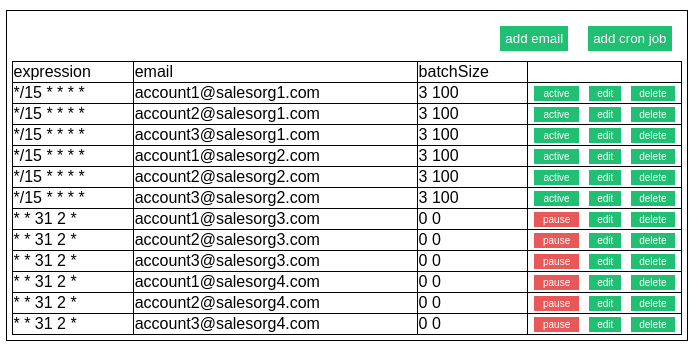 add email add cron job
expression email batchSize
*/15 * * * * account1@salesorg1.com 3 100 active edit delete
*/15 * * * * account2@salesorg1.com 3 100 active edit delete
*/15 * * * * account3@salesorg1.com 3 100 active edit delete
*/15 * * * * account1@salesorg2.com 3 100 active edit delete
*/15 * * * * account2@salesorg2.com 3 100 active edit delete
*/15 * * * * account3@salesorg2.com 3 100 active edit delete
* * 31 2 * account1@salesorg3.com 0 0 pause edit delete
* * 31 2 * account2@salesorg3.com 0 0 pause edit delete
* * 31 2 * account3@salesorg3.com 0 0 pause edit delete
* * 31 2 * account1@salesorg4.com 0 0 pause edit delete
* * 31 2 * account2@salesorg4.com 0 0 pause edit delete
* * 31 2 * account3@salesorg4.com 0 0 pause edit delete